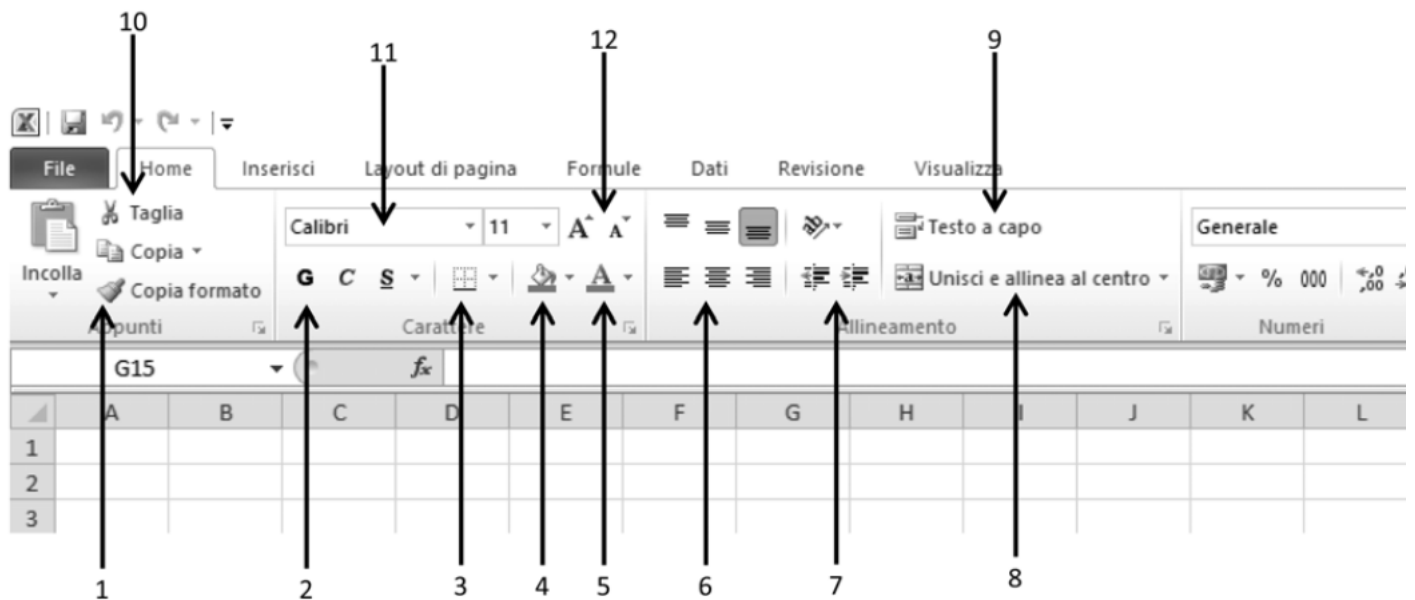 10
11
12
9
File Home Inserisci Layout di pagina Formule Dati Revisione Visualizza
Taglia
Calibri 11 A A Testo a capo Generale
Copia
Incolla G C S A Unisci e allinea al centro % 000 ,0 ,00
Copia formato
Appunti Carattere Allineamento Numeri
G15 fx
A B C D E F G H I J K L
1
2
3
1 2 3 4 5 6 7 8